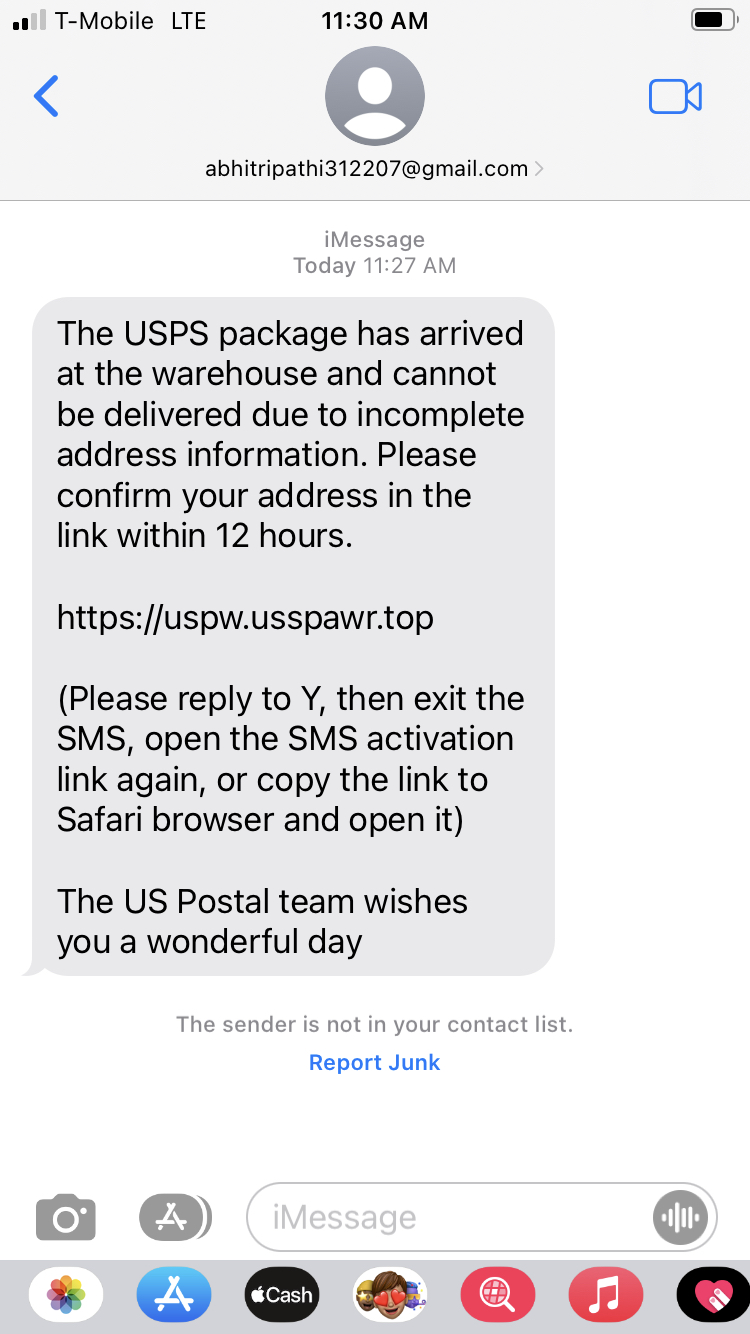 T-Mobile LTE 11:30 AM
abhitripathi312207@gmail.com
iMessage
Today 11:27 AM
The USPS package has arrived
at the warehouse and cannot
be delivered due to incomplete
address information. Please
confirm your address in the
link within 12 hours.
https://uspw.usspawr.top
(Please reply to Y, then exit the
SMS, open the SMS activation
link again, or copy the link to
Safari browser and open it)
The US Postal team wishes
you a wonderful day
The sender is not in your contact list.
Report Junk
iMessage
Cash